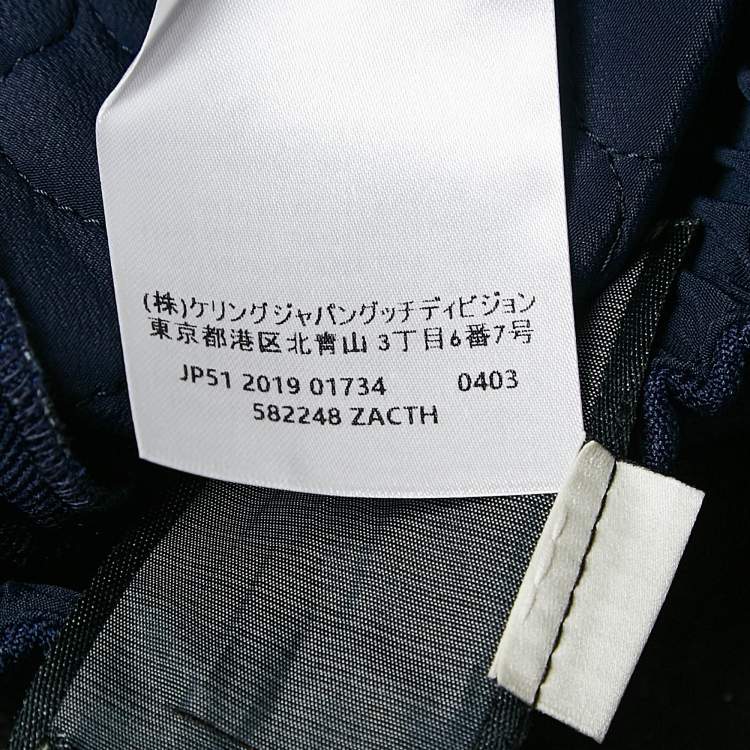 (株)ケリングジャパングッチディビジョン
東京都港区北青山 3丁目6番7号
JP51 2019 01734 0403
582248 ZACTH